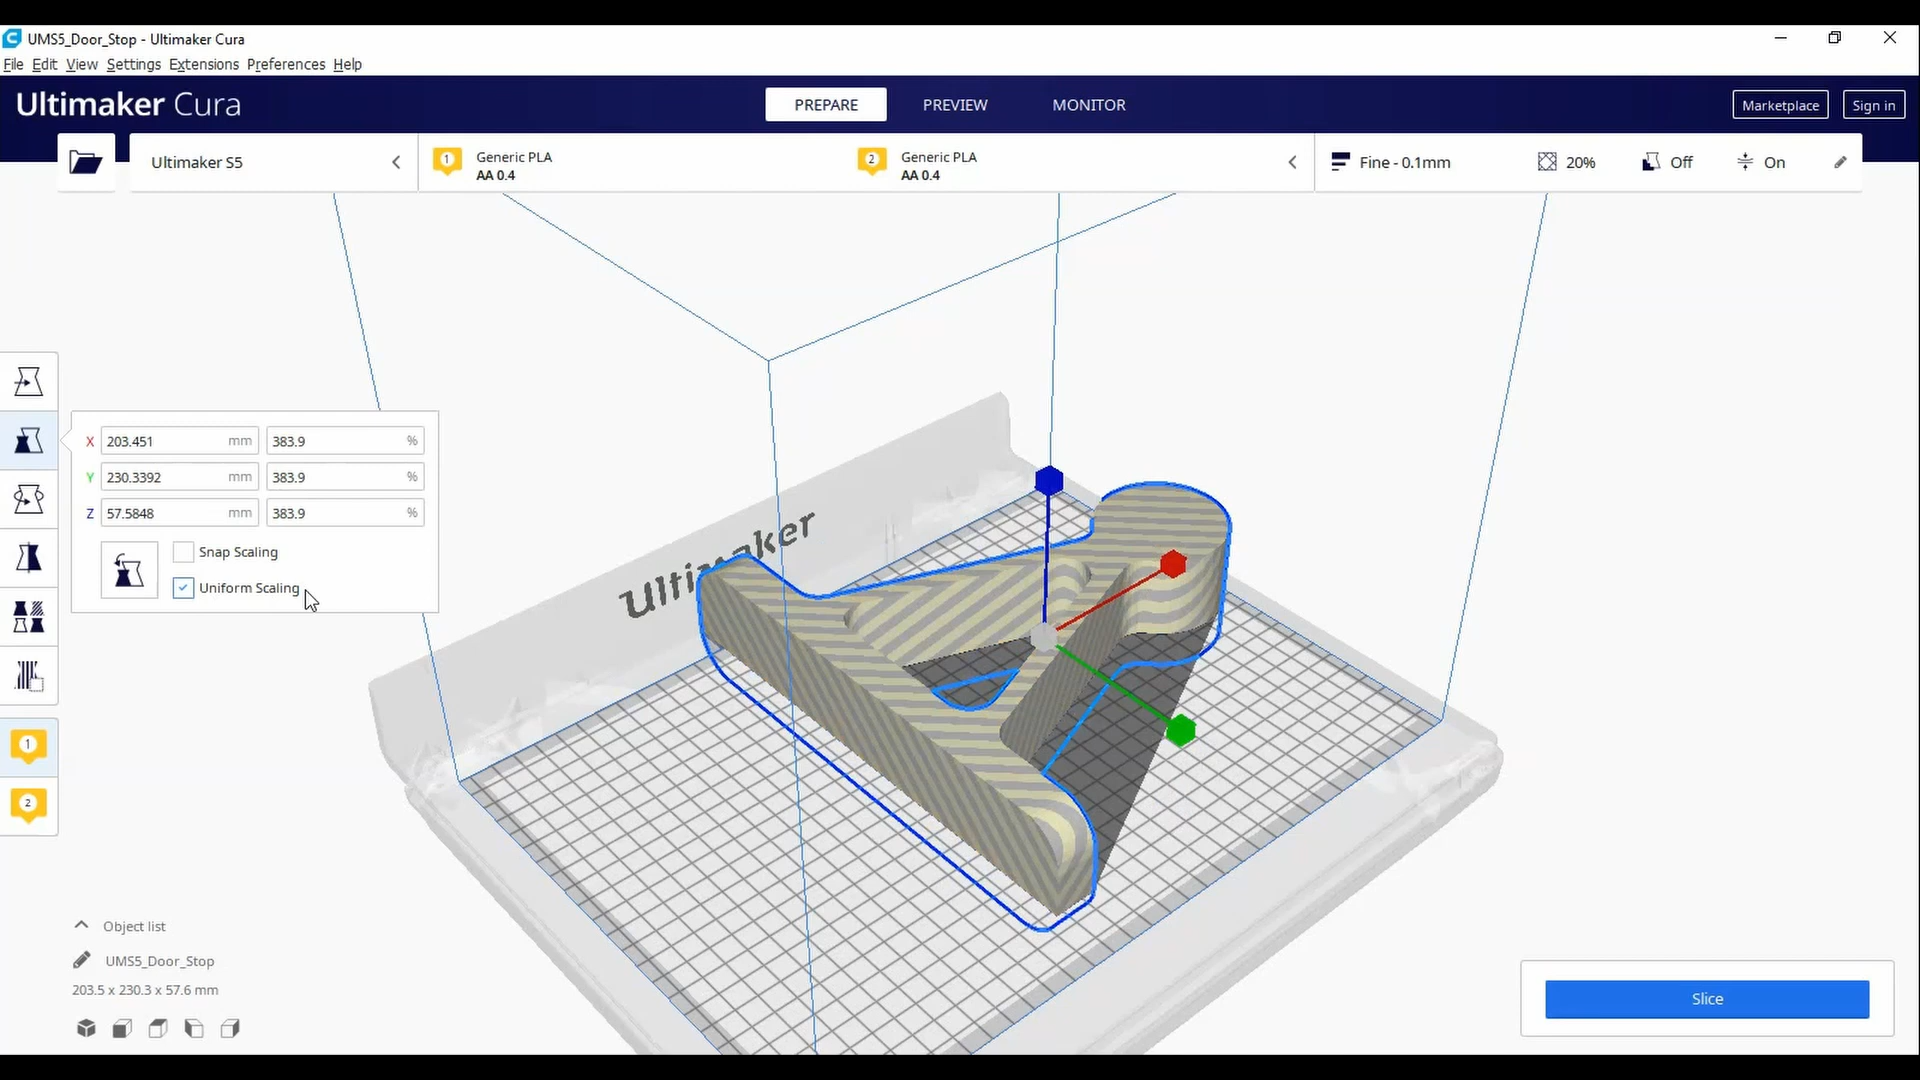 UMS5_Door_Stop - Ultimaker Cura
File Edit View Settings Extensions Preferences Help
Ultimaker Cura
PREPARE
PREVIEW
MONITOR
Marketplace
Sign in
Ultimaker S5
1
Generic PLA
AA 0.4
2
Generic PLA
AA 0.4
Fine - 0.1mm
20%
Off
On
X 203.451 mm 383.9 %
Y 230.3392 mm 383.9 %
Z 57.5848 mm 383.9 %
Snap Scaling
Uniform Scaling
Ultimaker
1
2
Object list
UMS5_Door_Stop
203.5 x 230.3 x 57.6 mm
Slice